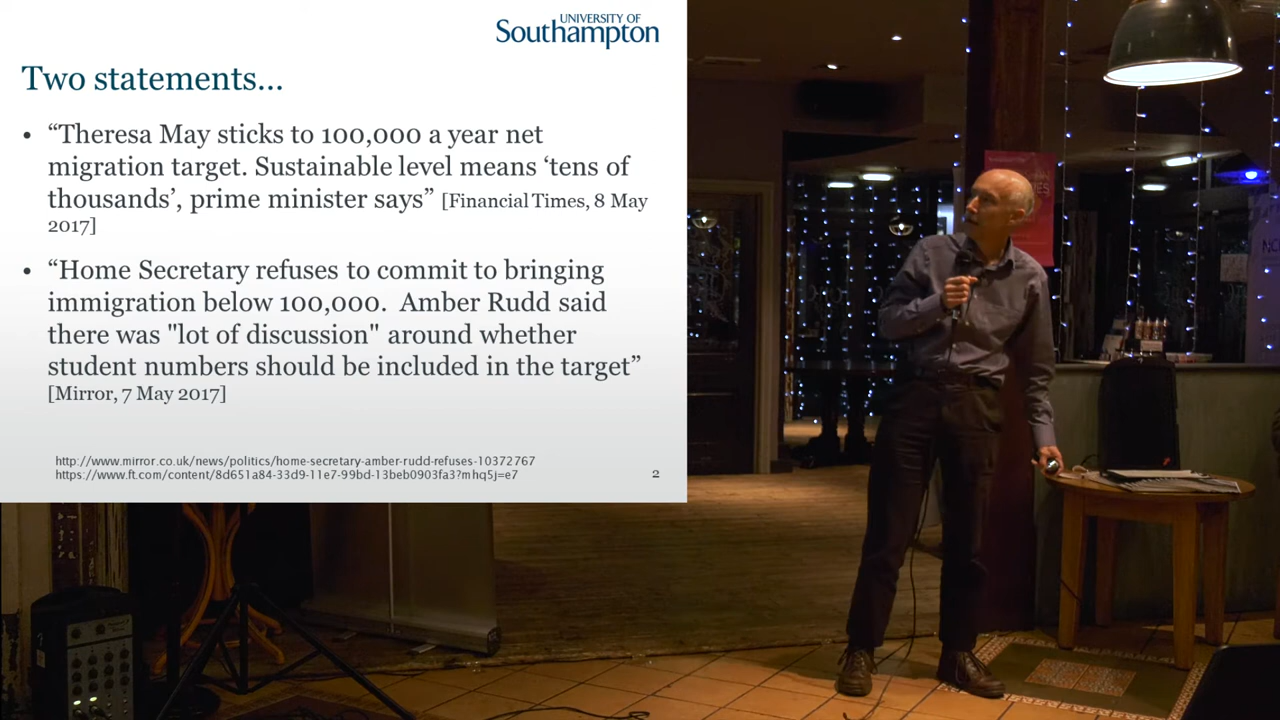 UNIVERSITY OF
Southampton
Two statements...
• “Theresa May sticks to 100,000 a year net
migration target. Sustainable level means ‘tens of
thousands’, prime minister says” [Financial Times, 8 May
2017]
• “Home Secretary refuses to commit to bringing
immigration below 100,000.  Amber Rudd said
there was "lot of discussion" around whether
student numbers should be included in the target”
[Mirror, 7 May 2017]
http://www.mirror.co.uk/news/politics/home-secretary-amber-rudd-refuses-10372767
https://www.ft.com/content/8d651a84-33d9-11e7-99bd-13beb0903fa3?mhq5j=e7
2